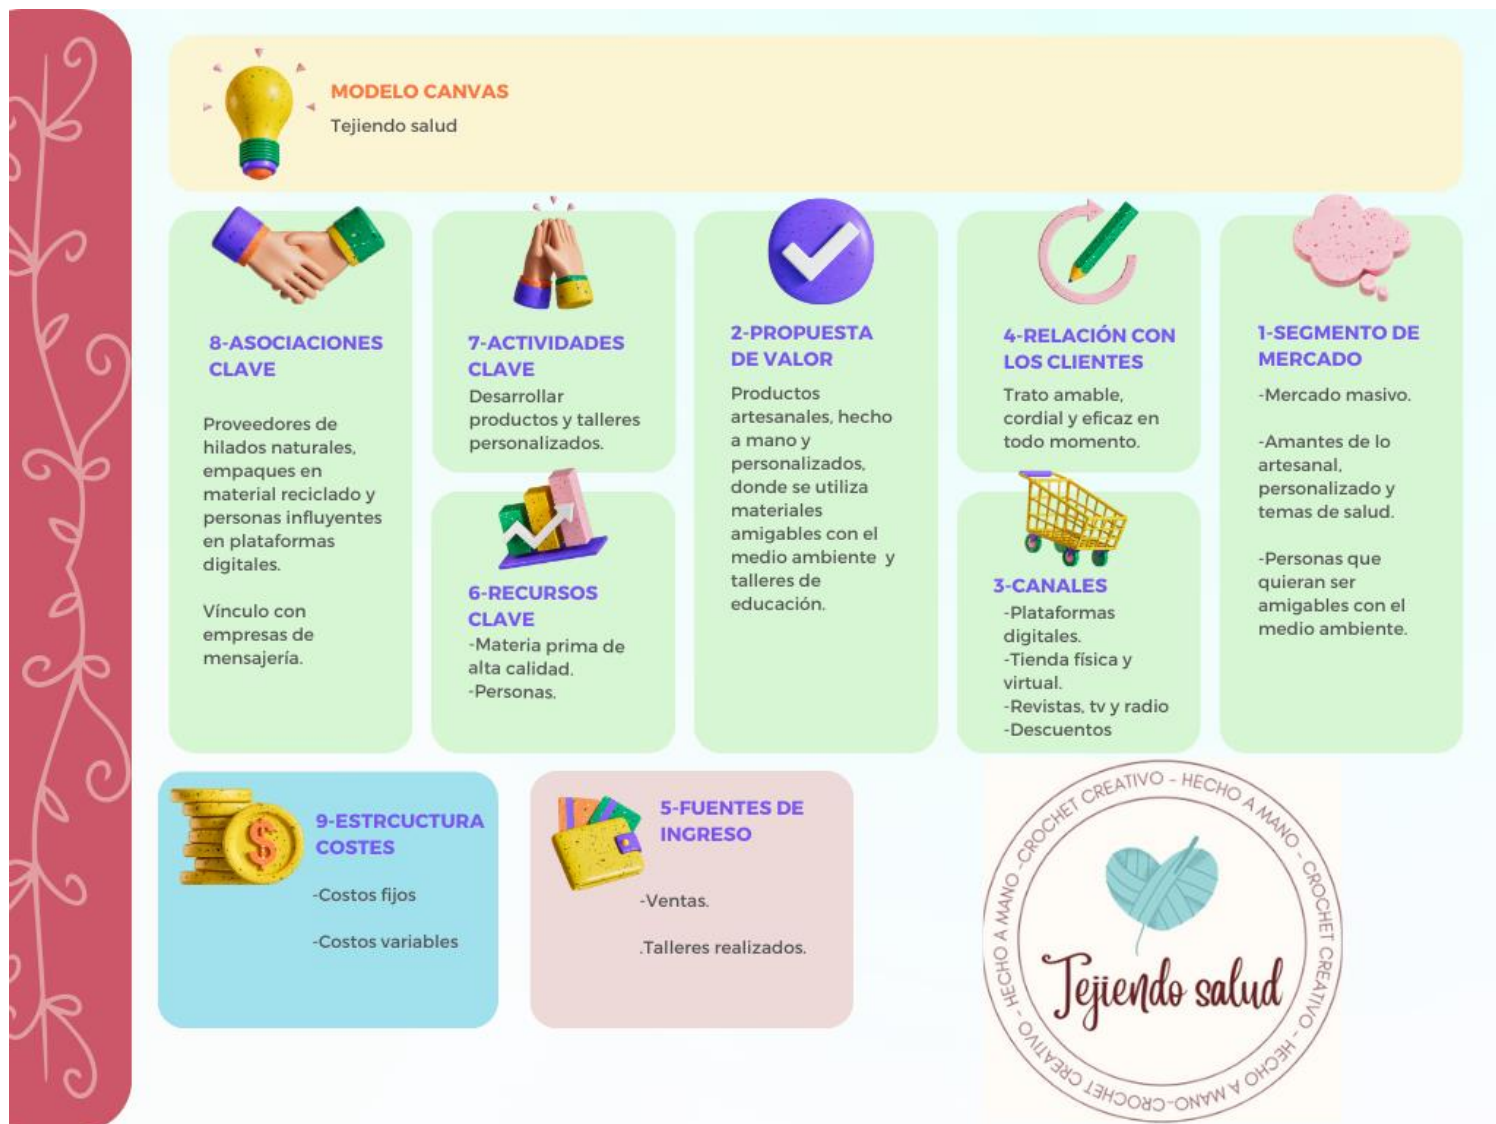 MODELO CANVAS
Tejiendo salud
8-ASOCIACIONES
CLAVE
Proveedores de
hilados naturales,
empaques en
material reciclado y
personas influyentes
en plataformas
digitales.
Vínculo con
empresas de
mensajería.
7-ACTIVIDADES
CLAVE
Desarrollar
productos y talleres
personalizados.
6-RECURSOS
CLAVE
-Materia prima de
alta calidad.
-Personas.
2-PROPUESTA
DE VALOR
Productos
artesanales, hecho
a mano y
personalizados,
donde se utiliza
materiales
amigables con el
medio ambiente y
talleres de
educación.
4-RELACIÓN CON
LOS CLIENTES
Trato amable,
cordial y eficaz en
todo momento.
3-CANALES
-Plataformas
digitales.
-Tienda física y
virtual.
-Revistas, tv y radio
-Descuentos
1-SEGMENTO DE
MERCADO
-Mercado masivo.
-Amantes de lo
artesanal,
personalizado y
temas de salud.
-Personas que
quieran ser
amigables con el
medio ambiente.
9-ESTRCUCTURA
COSTES
-Costos fijos
-Costos variables
5-FUENTES DE
INGRESO
-Ventas.
.Talleres realizados.
-CROCHET CREATIVO - HECHO A MANO - CROCHET CREATIVO - HECHO A MANO-CROCHET CREATIVO - HECHO A MANO
Tejiendo salud